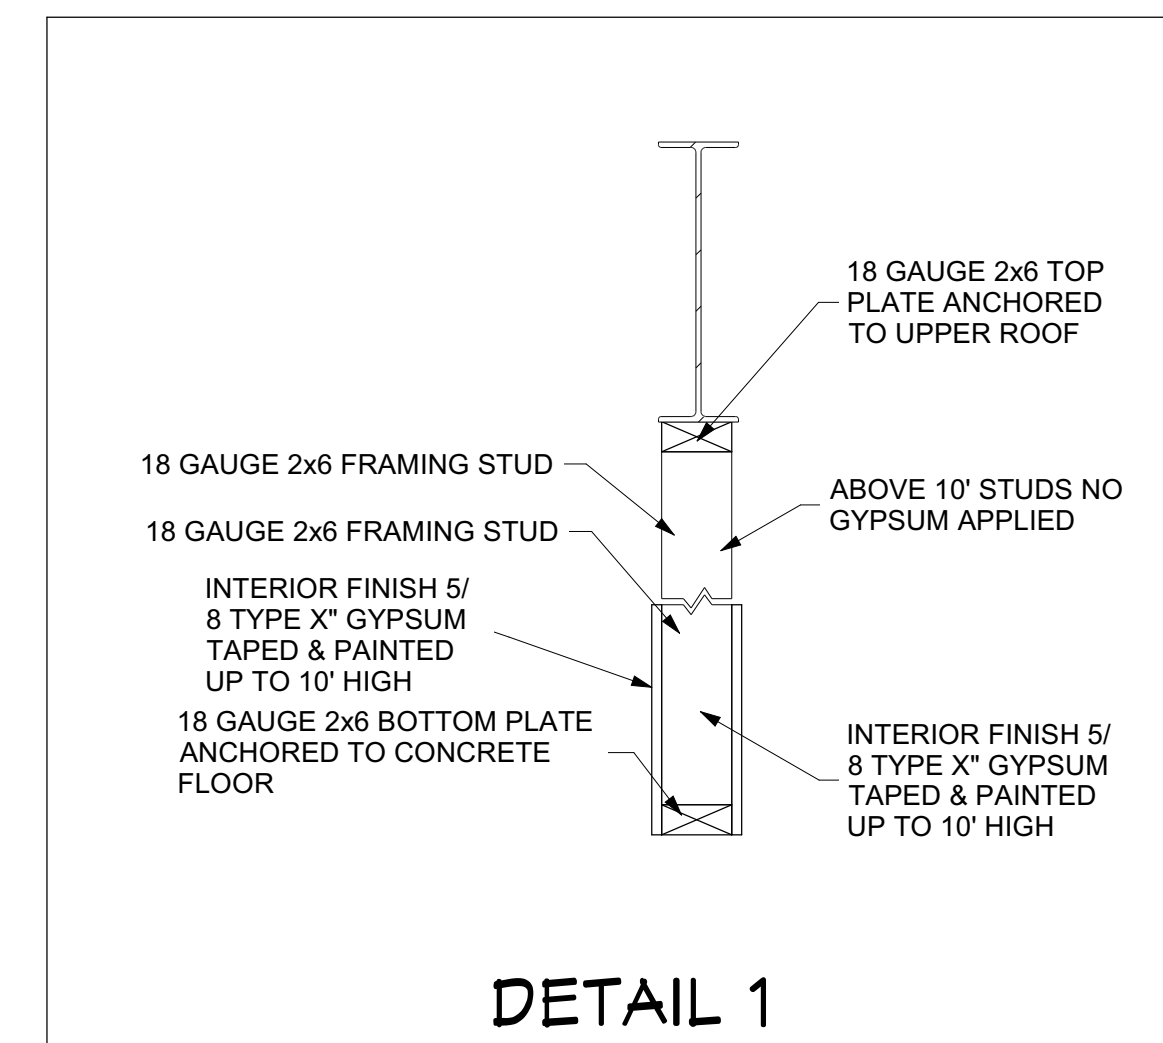 18 GAUGE 2x6 TOP
PLATE ANCHORED
TO UPPER ROOF
18 GAUGE 2x6 FRAMING STUD
ABOVE 10' STUDS NO
GYPSUM APPLIED
18 GAUGE 2x6 FRAMING STUD
INTERIOR FINISH 5/
8 TYPE X" GYPSUM
TAPED & PAINTED
UP TO 10' HIGH
18 GAUGE 2x6 BOTTOM PLATE
ANCHORED TO CONCRETE
FLOOR
INTERIOR FINISH 5/
8 TYPE X" GYPSUM
TAPED & PAINTED
UP TO 10' HIGH
DETAIL 1